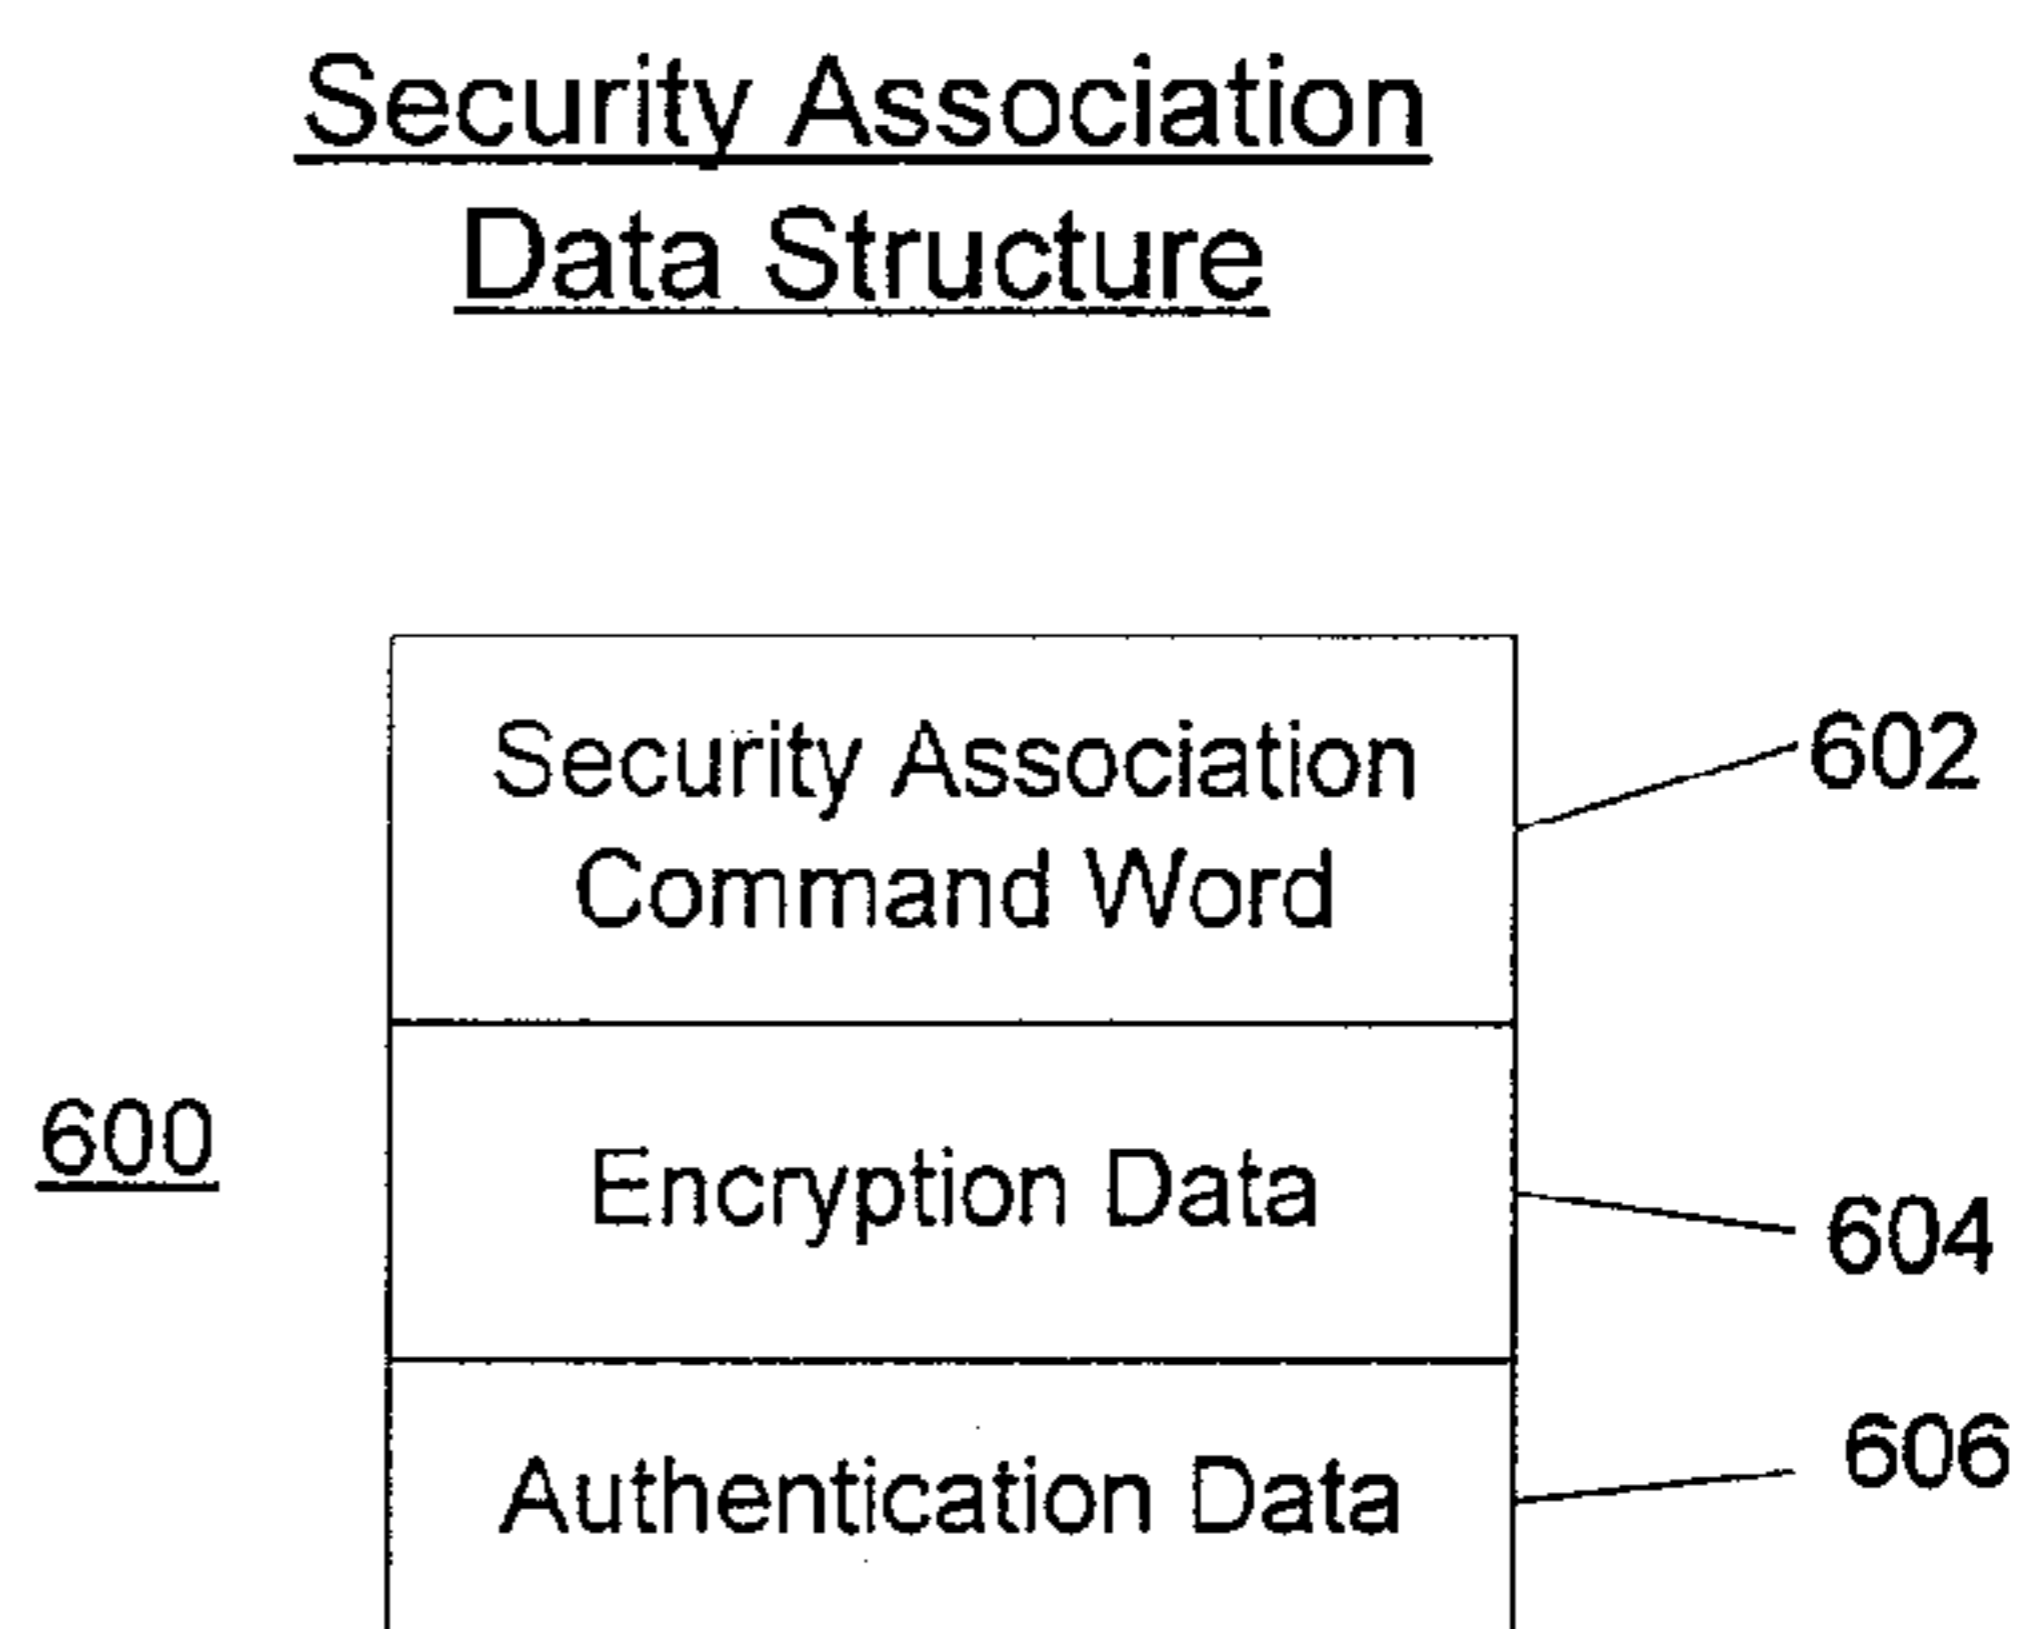 Security Association
Data Structure
Security Association
Command Word
602
600
Encryption Data
604
Authentication Data
606